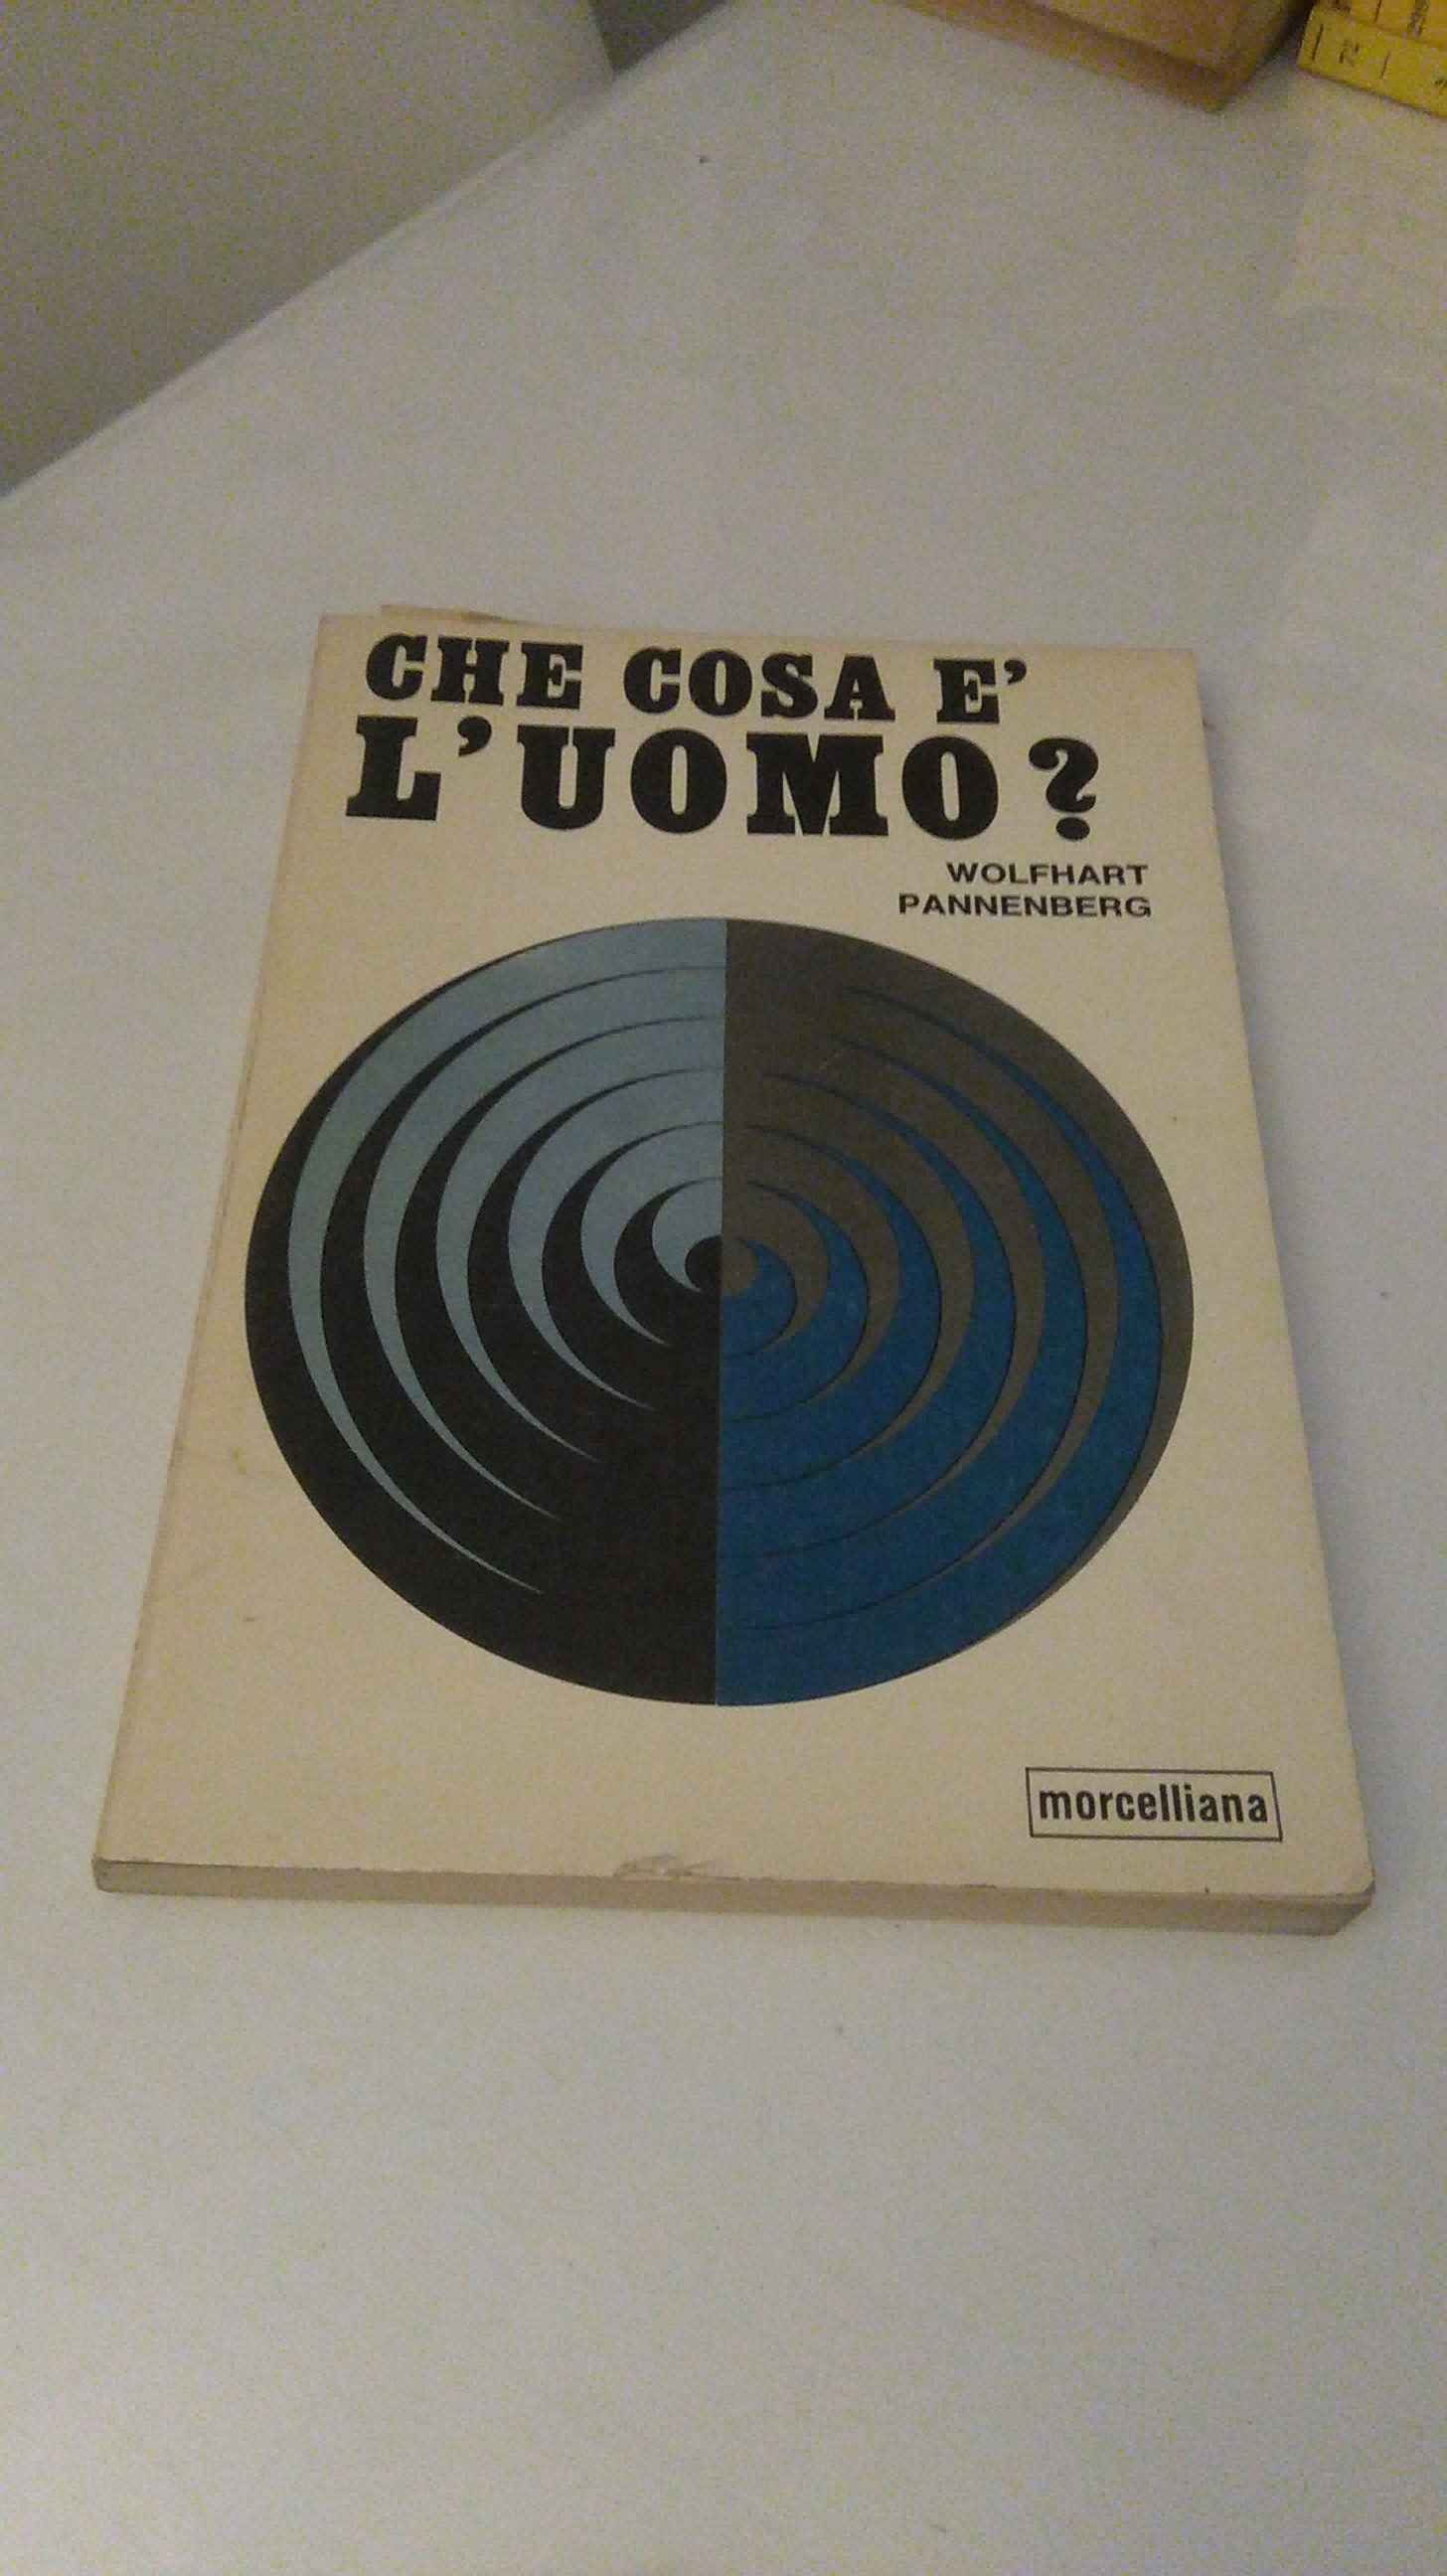 CHE COSA E'
L'UOMO?
WOLFHART
PANNENBERG
morcelliana